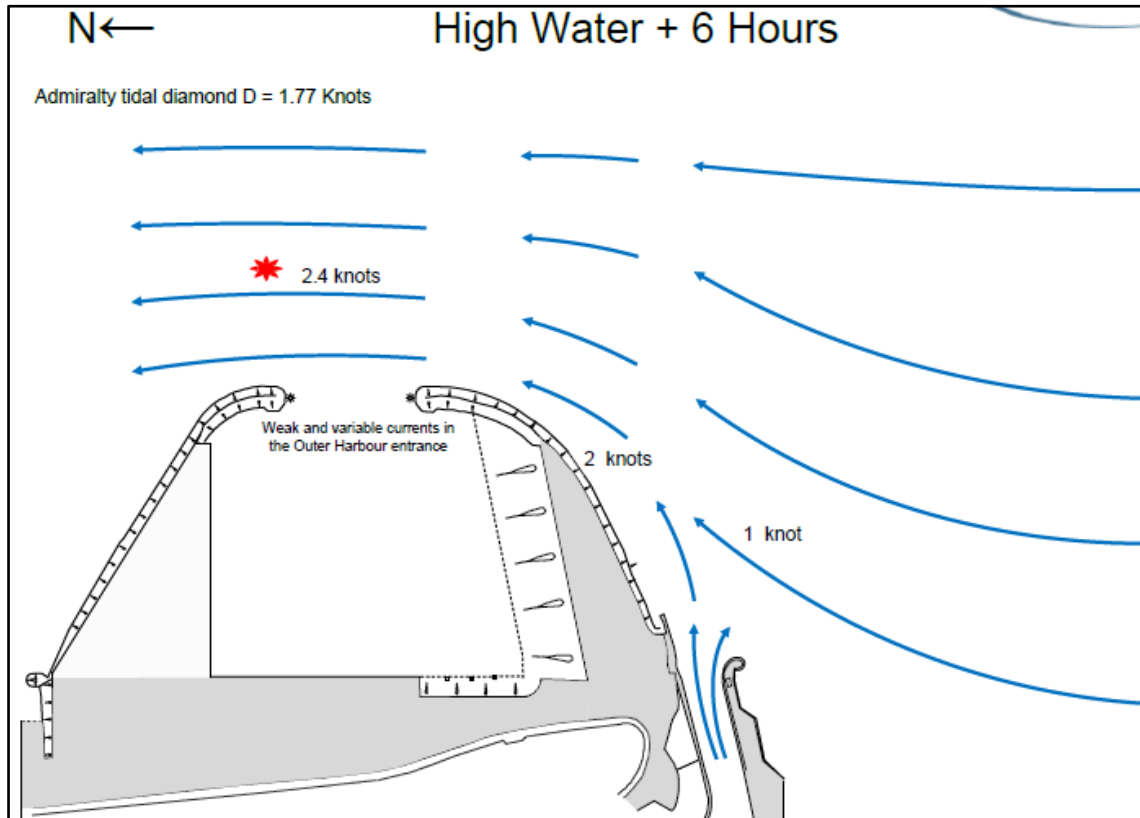 N
High Water + 6 Hours
Admiralty tidal diamond D = 1.77 Knots
2.4 knots
Weak and variable currents in
the Outer Harbour entrance
2 knots
1 knot